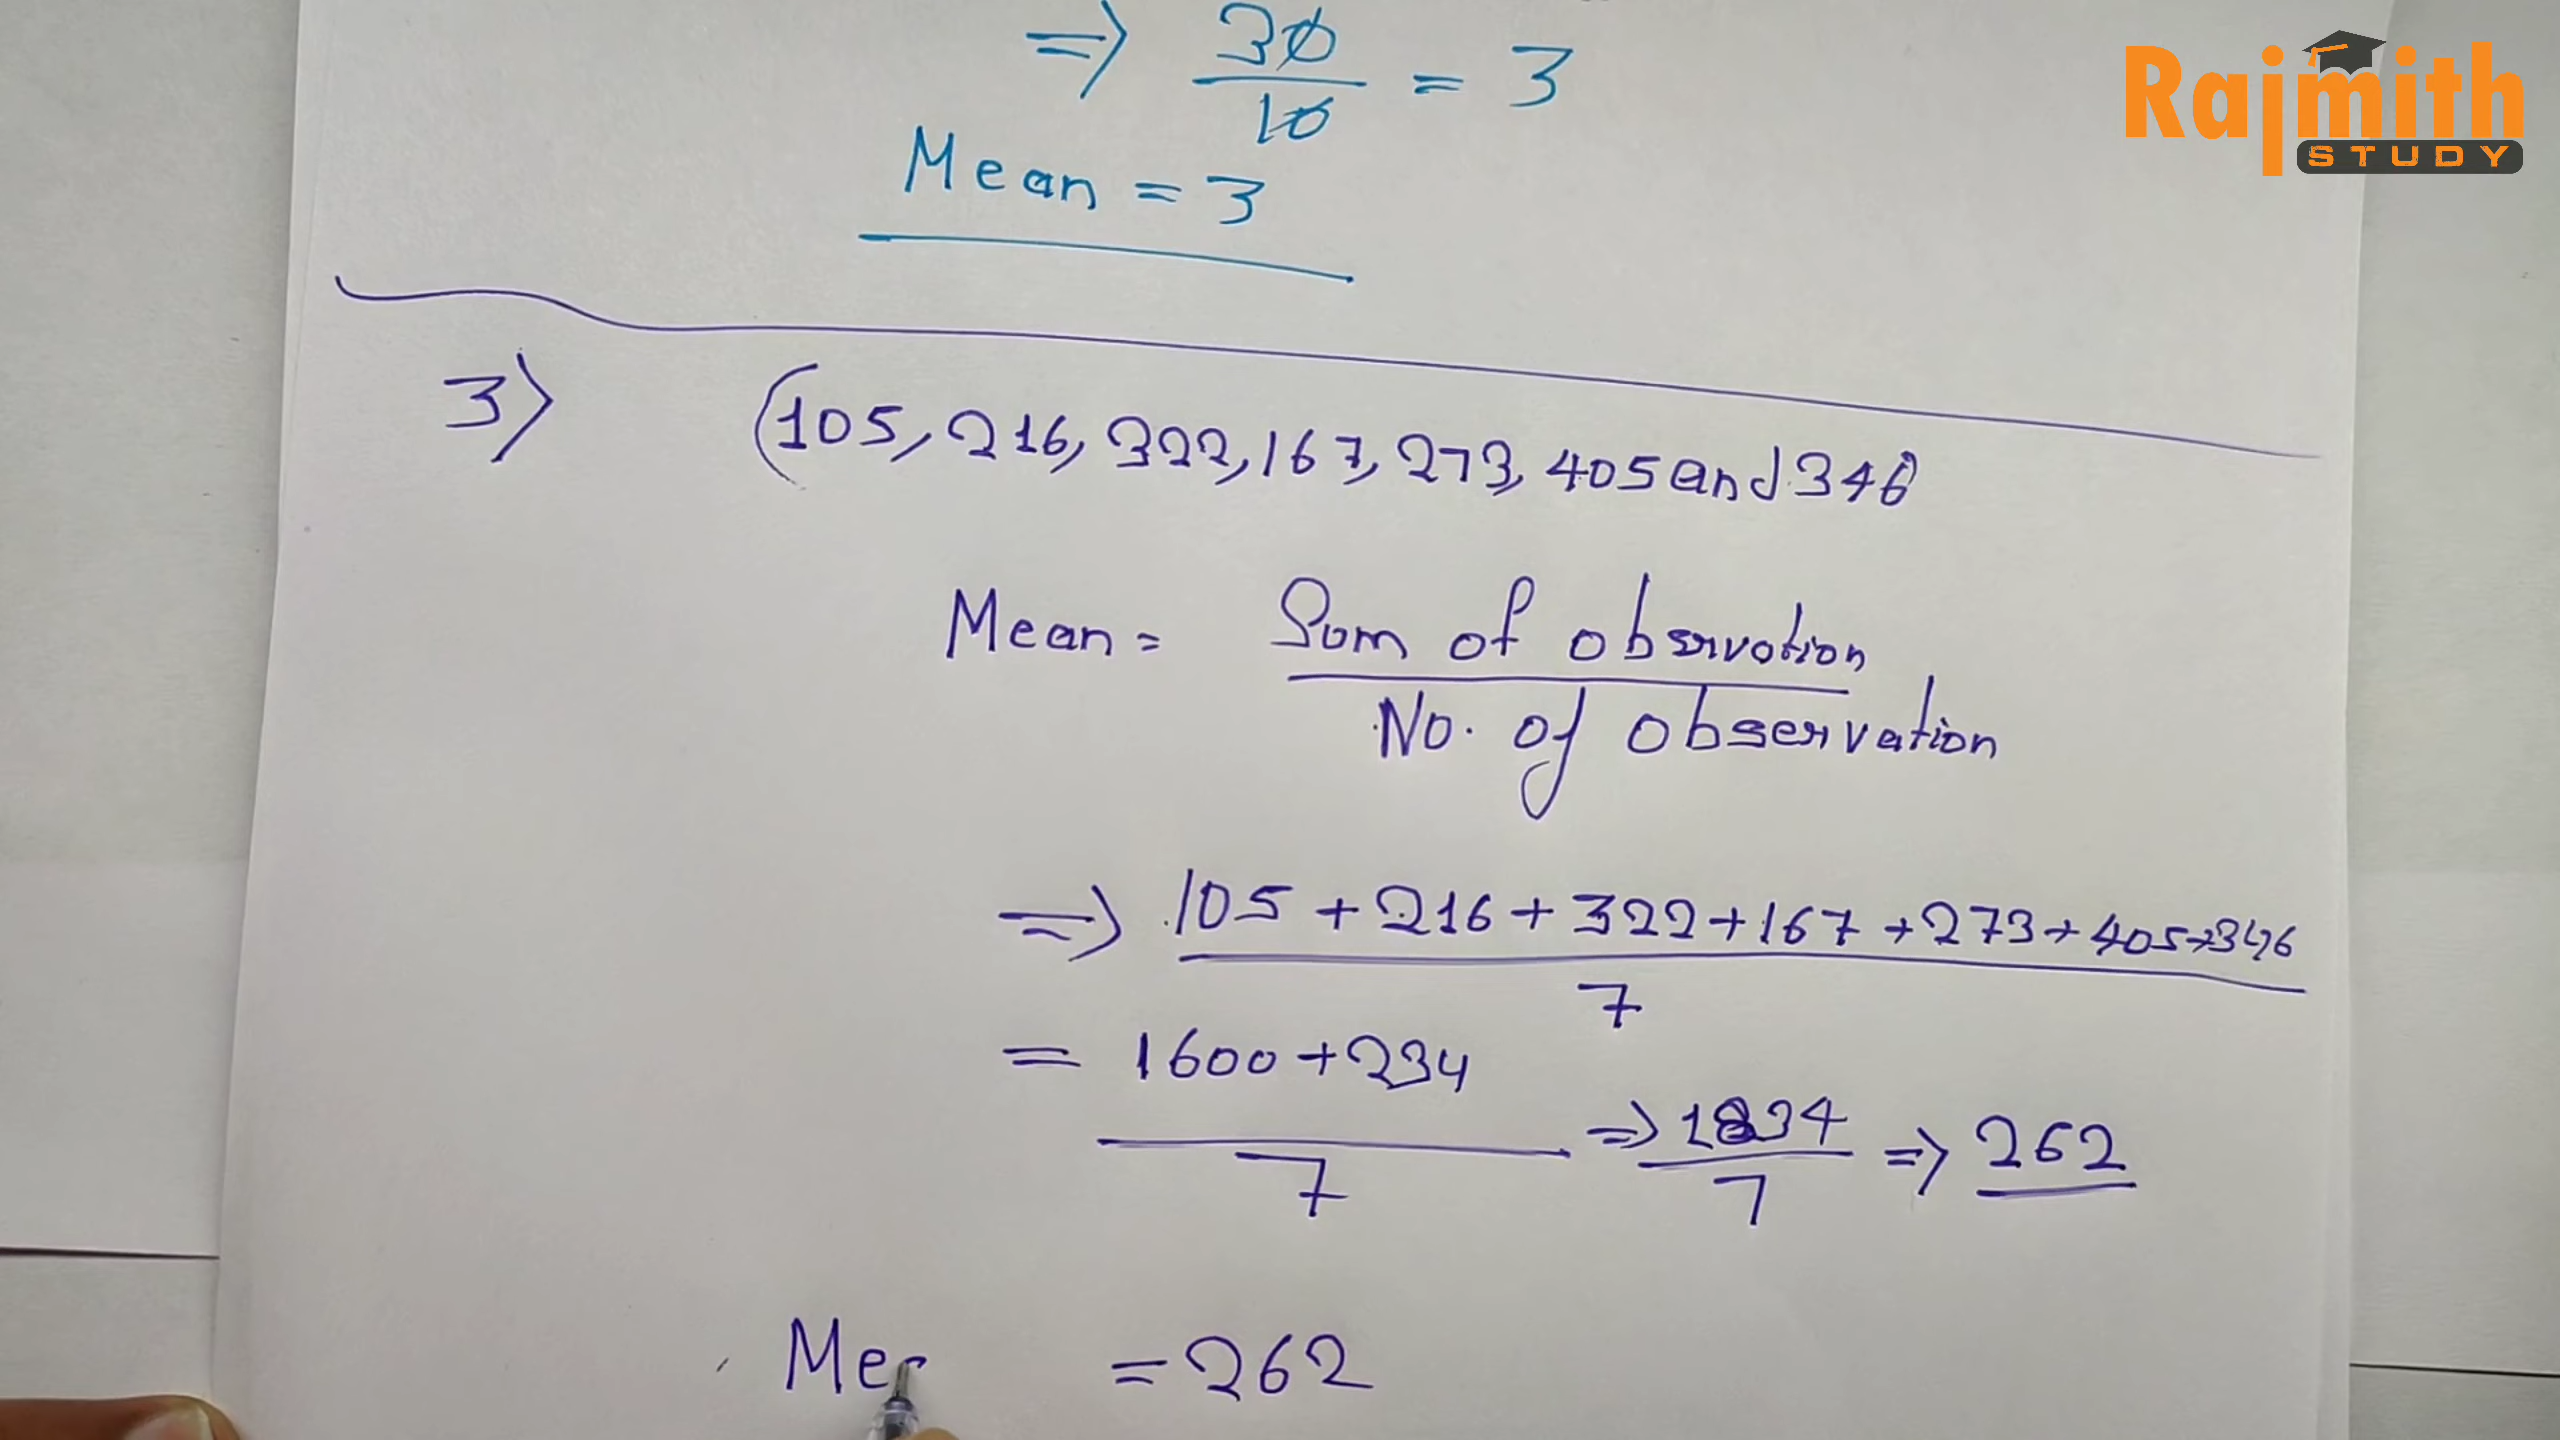 Rajmith
STUDY
=> 30/10 = 3
Mean = 3
3) (105, 216, 322, 167, 273, 405 and 346
Mean = Sum of observation
No. of observation
=> 105 + 216 + 322 + 167 + 273 + 405 + 346
7
= 1600 + 234
7
=> 1834/7 => 262
Mea = 262